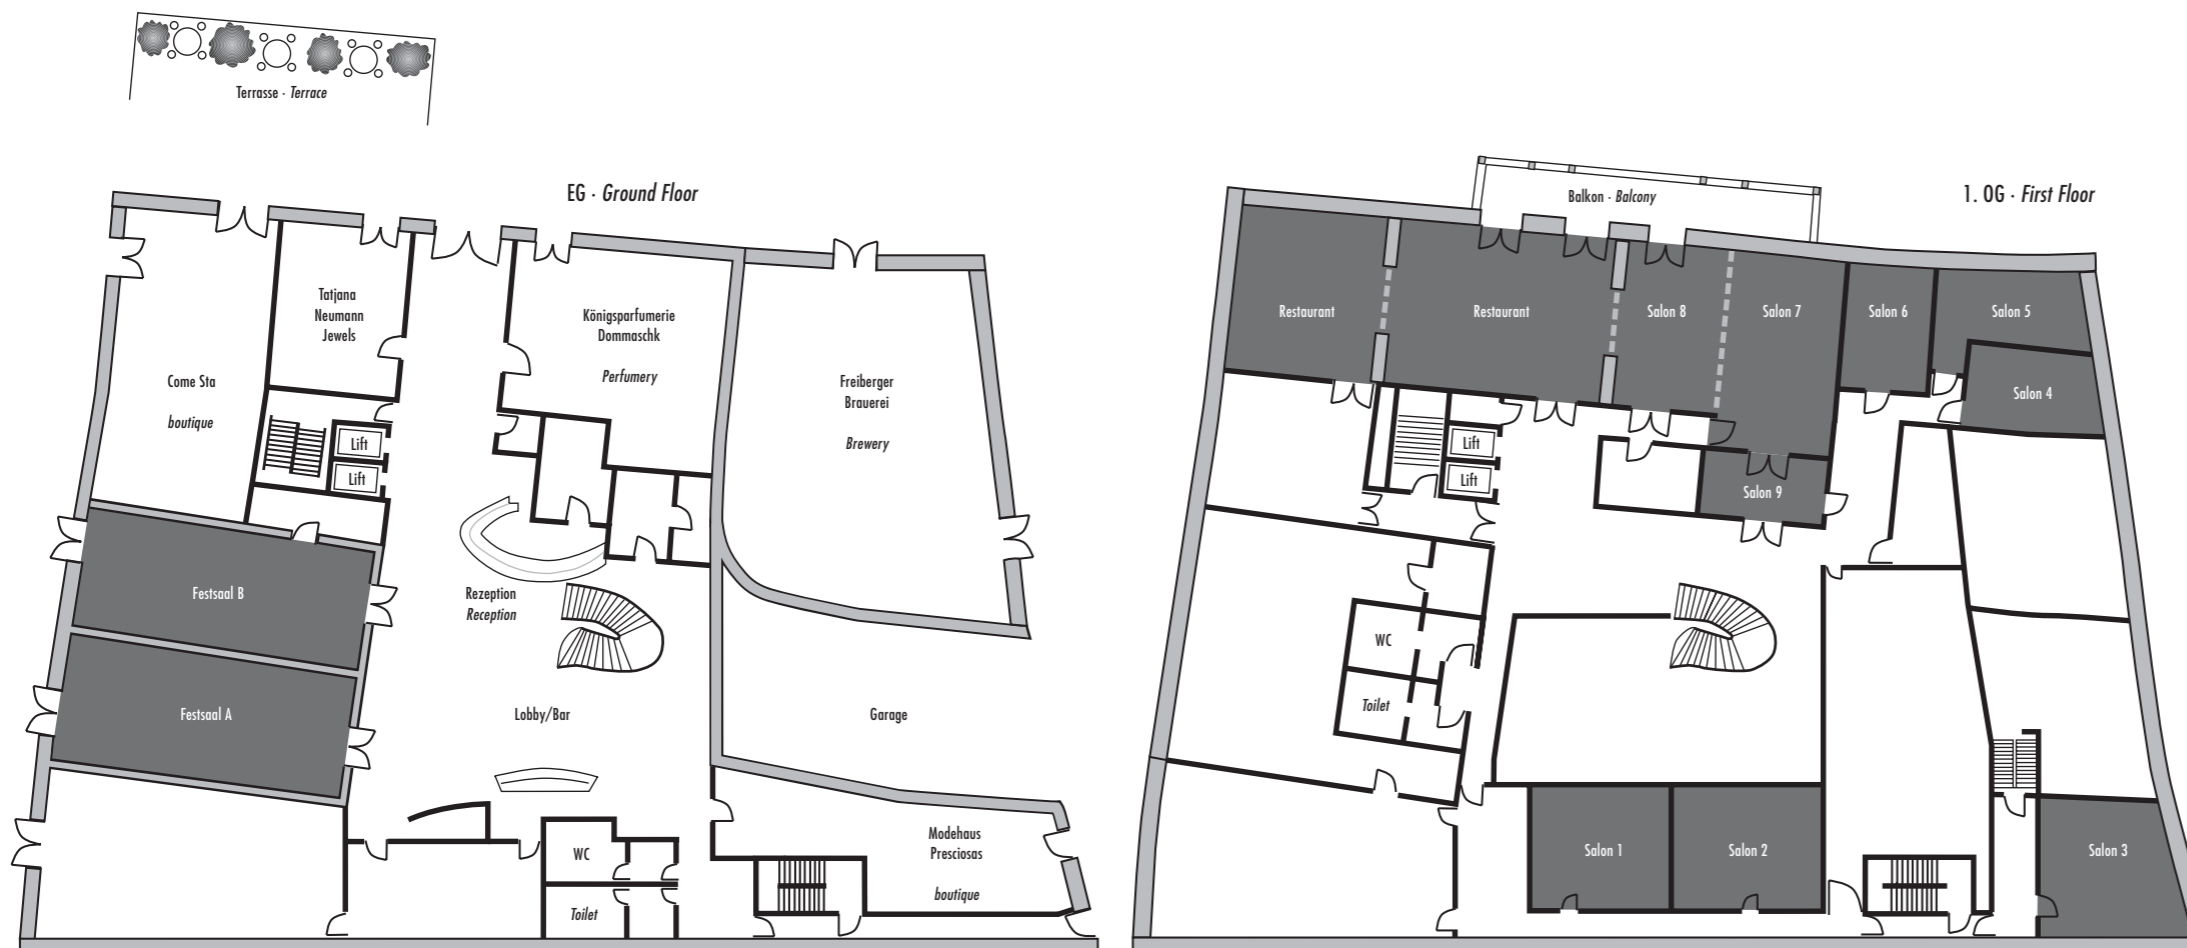 Terrasse - Terrace
EG · Ground Floor
Tatjana
Neumann
Jewels
Königsparfumerie
Dommaschk
Perfumery
Come Sta
boutique
Freiberger
Brauerei
Brewery
Lift
Lift
Festsaal B
Rezeption
Reception
Festsaal A
Lobby/Bar
Garage
WC
Toilet
Modehaus
Presciosas
boutique
1. OG · First Floor
Balkon - Balcony
Restaurant
Restaurant
Salon 8
Salon 7
Salon 6
Salon 5
Salon 4
Lift
Lift
Salon 9
WC
Toilet
Salon 1
Salon 2
Salon 3